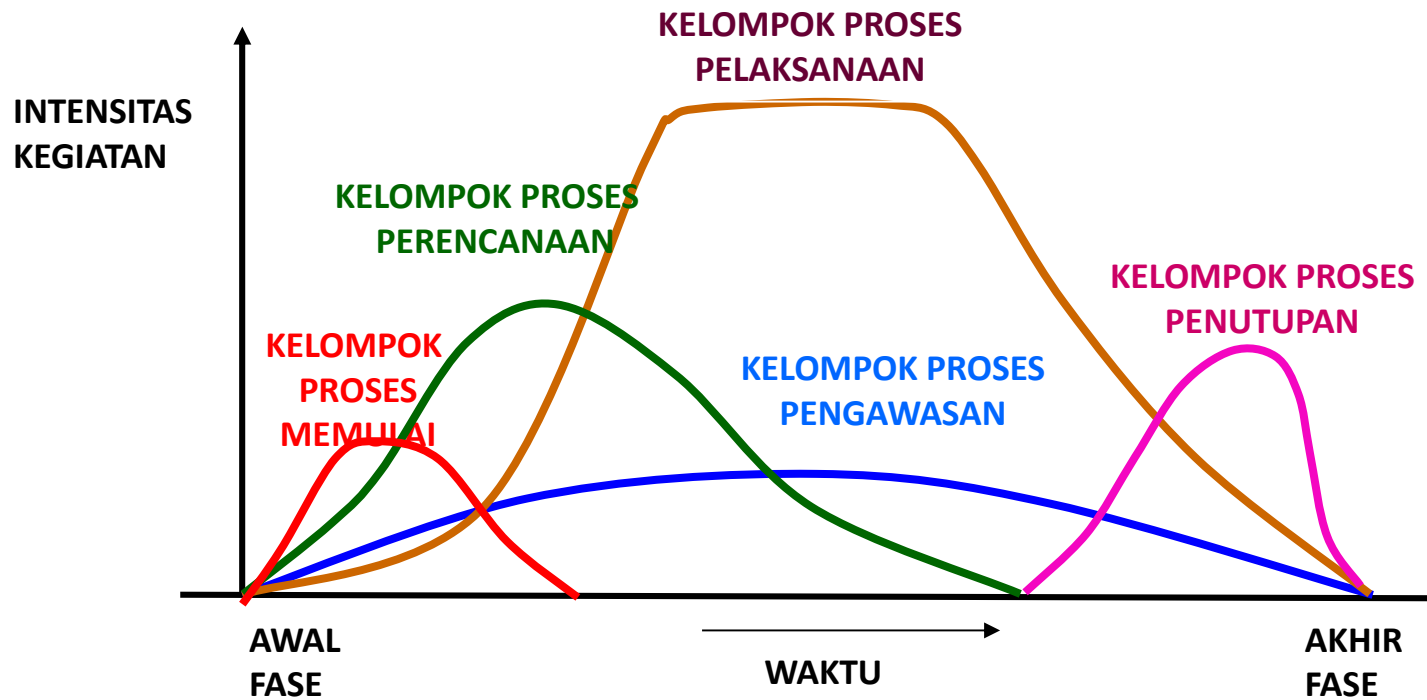 KELOMPOK PROSES
PELAKSANAAN
INTENSITAS
KEGIATAN
KELOMPOK PROSES
PERENCANAAN
KELOMPOK PROSES
PENUTUPAN
KELOMPOK
PROSES
MEMULAI
KELOMPOK PROSES
PENGAWASAN
AWAL
FASE
WAKTU
AKHIR
FASE